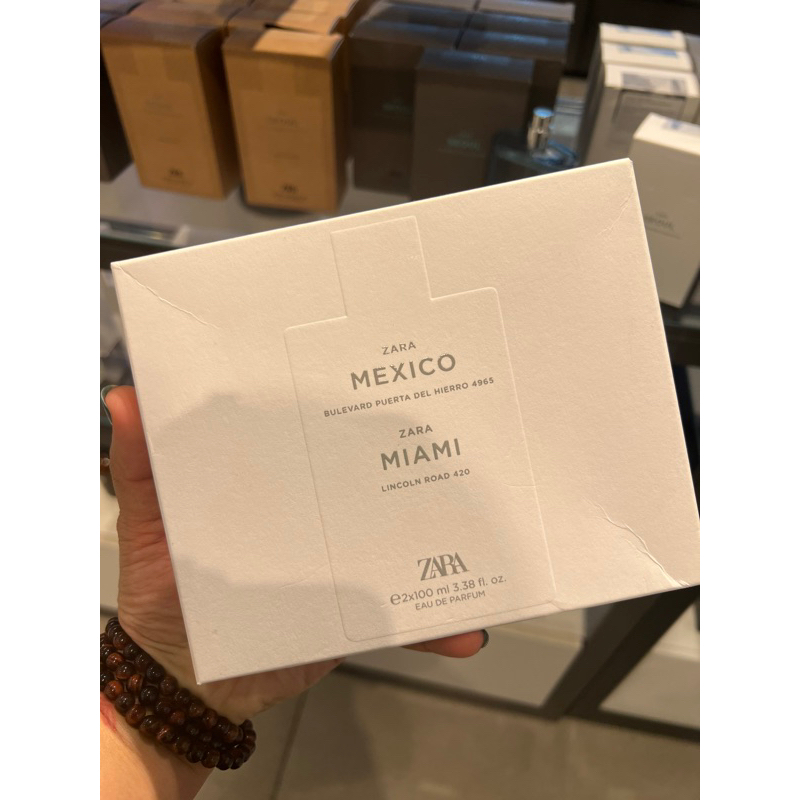 ZARA
MEXICO
BULEVARD PUERTA DEL HIERRO 4965
ZARA
MIAMI
LINCOLN ROAD 420
ZARA
℮2x100 ml 3.38 fl. oz.
EAU DE PARFUM